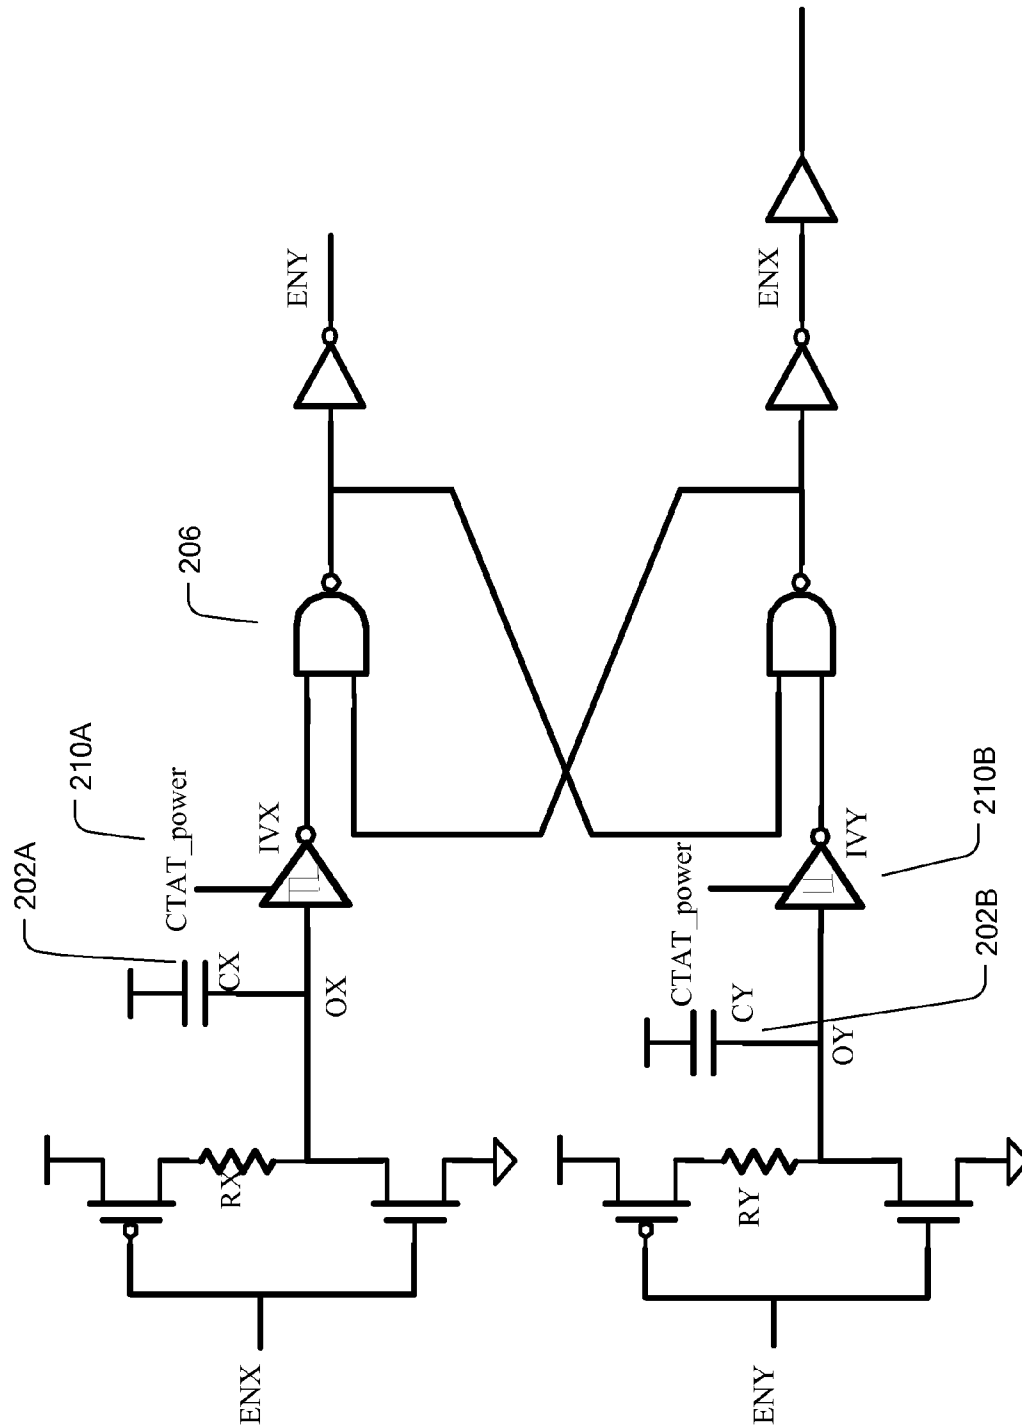 ENY
ENX
206
210A
CTAT_power
IVX
202A
CX
OX
RX
ENX
210B
IVY
CTAT_power
202B
CY
OY
RY
ENY